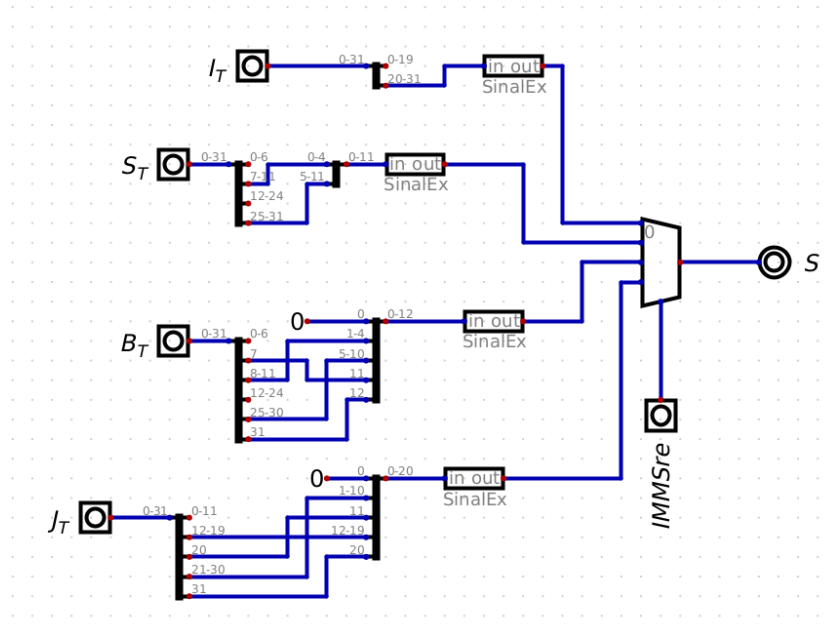 I_T
0-31
0-19
20-31
in out
SinalEx
S_T
0-31
0-6
7-11
12-24
25-31
0-4
5-11
0-11
in out
SinalEx
0
S
B_T
0-31
0-6
7
8-11
12-24
25-30
31
0
0
1-4
5-10
11
12
0-12
in out
SinalEx
IMMSre
J_T
0-31
0-11
12-19
20
21-30
31
0
0
1-10
11
12-19
20
0-20
in out
SinalEx